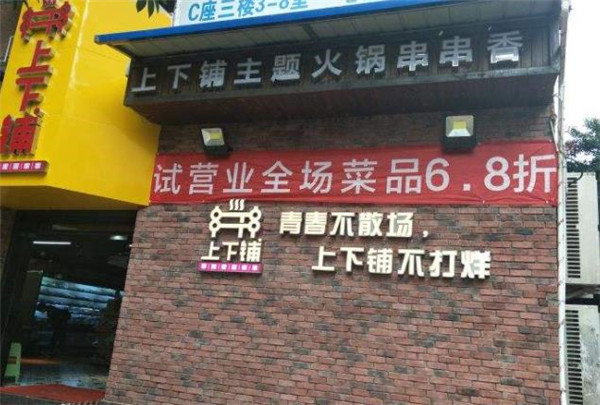 C座三楼3-8室
上下铺主题火锅串串香
上下铺
试营业全场菜品6.8折
青春不散场，
上下铺不打烊
上下铺